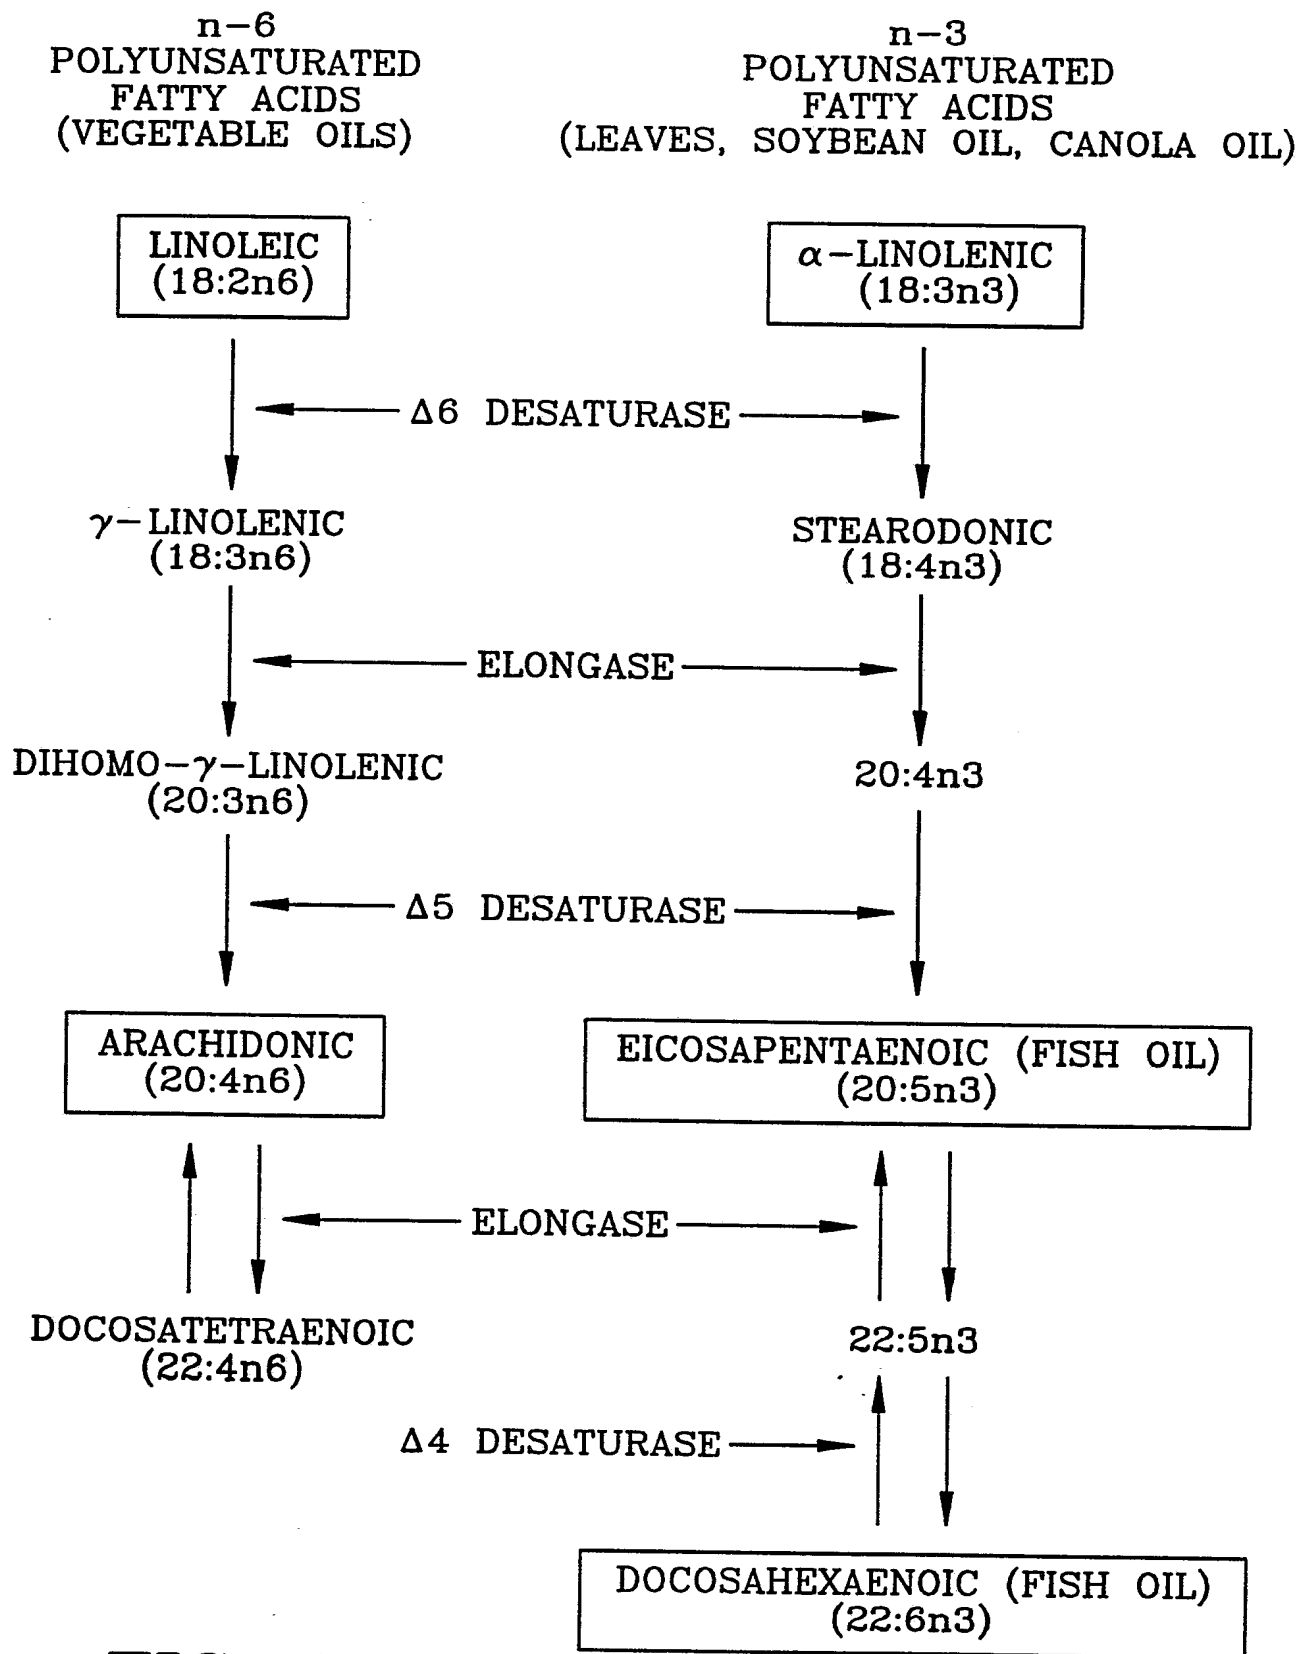 n-6
POLYUNSATURATED
FATTY ACIDS
(VEGETABLE OILS)
n-3
POLYUNSATURATED
FATTY ACIDS
(LEAVES, SOYBEAN OIL, CANOLA OIL)
LINOLEIC
(18:2n6)
α-LINOLENIC
(18:3n3)
Δ6 DESATURASE
γ-LINOLENIC
(18:3n6)
STEARODONIC
(18:4n3)
ELONGASE
DIHOMO-γ-LINOLENIC
(20:3n6)
20:4n3
Δ5 DESATURASE
ARACHIDONIC
(20:4n6)
EICOSAPENTAENOIC (FISH OIL)
(20:5n3)
ELONGASE
DOCOSATETRAENOIC
(22:4n6)
22:5n3
Δ4 DESATURASE
DOCOSAHEXAENOIC (FISH OIL)
(22:6n3)